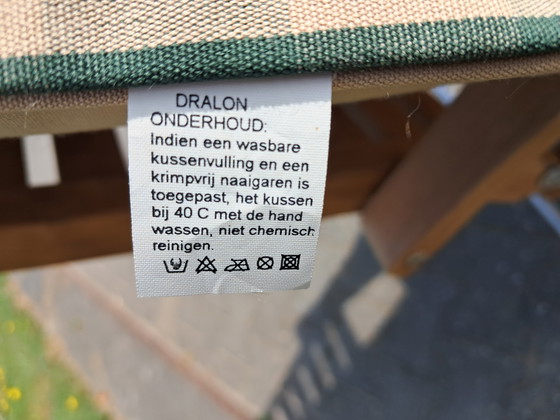 DRALON
ONDERHOUD:
Indien een wasbare
kussenvulling en een
krimpvrij naaigaren is
toegepast, het kussen
bij 40 C met de hand
wassen, niet chemisch
reinigen.